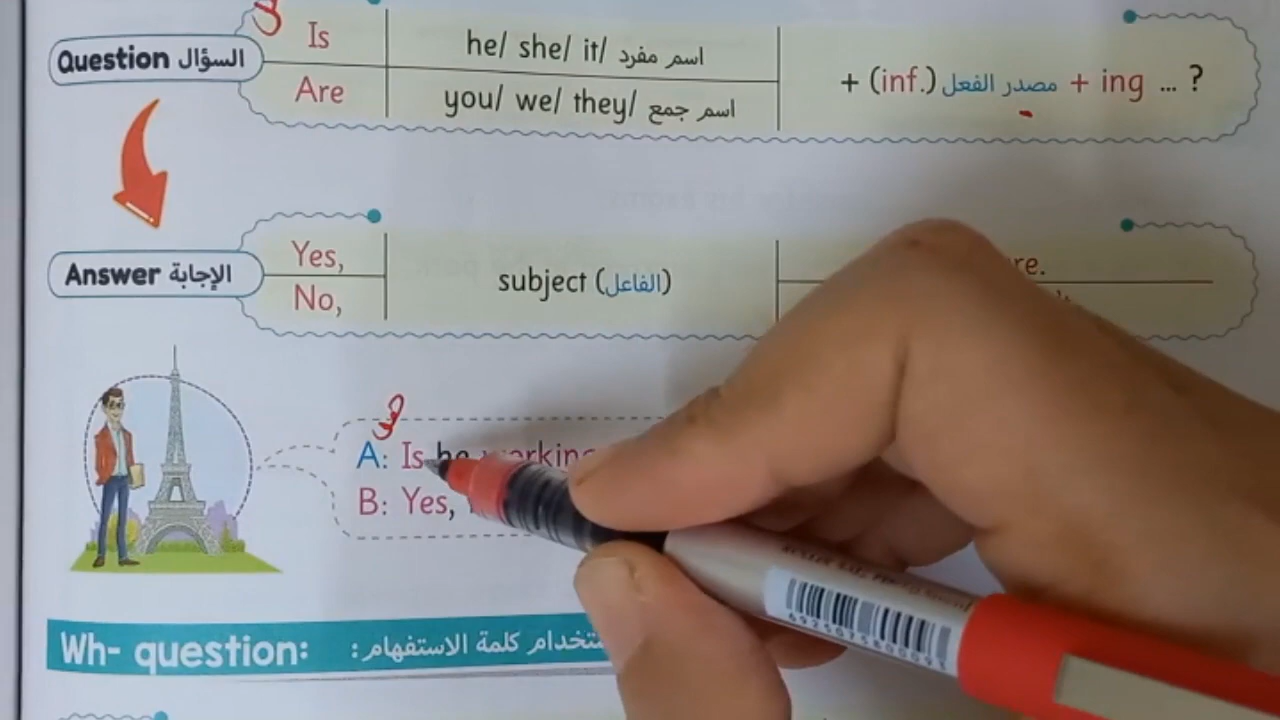 Question السؤال
Is
he/ she/ it/ اسم مفرد
Are
you/ we/ they/ اسم جمع
+ (inf.) مصدر الفعل + ing ... ?
Answer الإجابة
Yes,
No,
subject (الفاعل)
A: Is he
B: Yes,
Wh- question: كلمة الاستفهام: